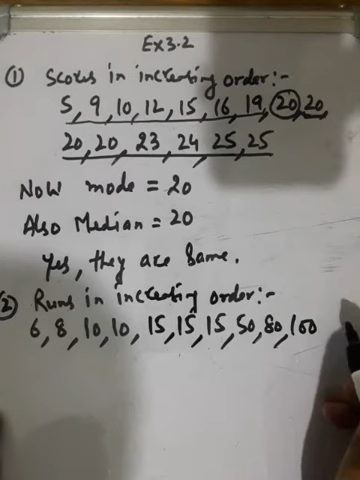 Ex 3.2
① Scores in increasing order:-
5, 9, 10, 12, 15, 16, 19, 20, 20,
20, 20, 23, 24, 25, 25
Now mode = 20
Also Median = 20
Yes, they are same.
② Runs in increasing order:-
6, 8, 10, 10, 15, 15, 15, 50, 80, 100